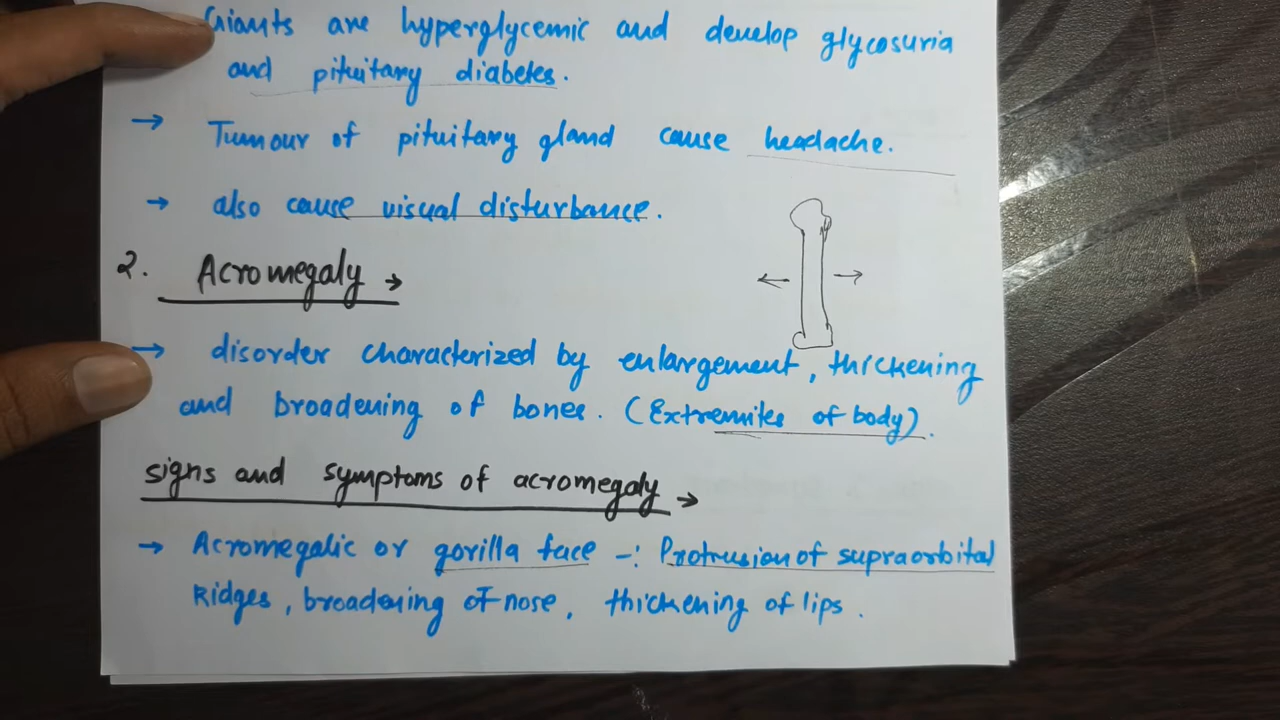 Giants are hyperglycemic and develop glycosuria
and pituitary diabetes.
→ Tumour of pituitary gland cause headache.
→ also cause visual disturbance.
2. Acromegaly →
→ disorder characterized by enlargement, thickening
and broadening of bones. (Extremites of body).
signs and symptoms of acromegaly →
→ Acromegalic or gorilla face -: Protrusion of supraorbital
Ridges, broadening of nose, thickening of lips.